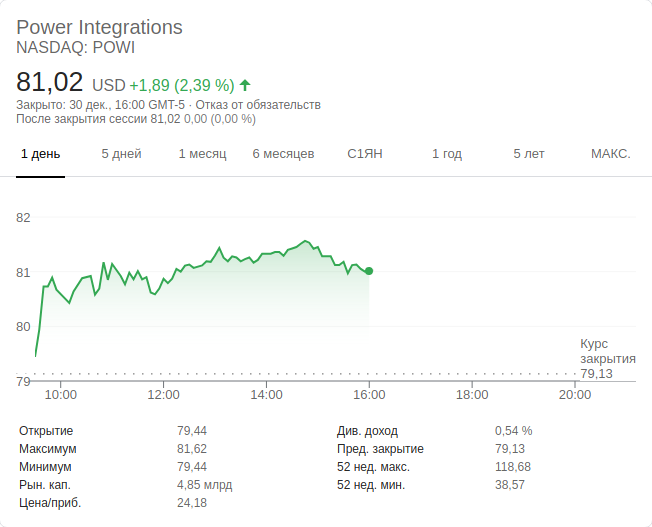 Power Integrations
NASDAQ: POWI
81,02 USD +1,89 (2,39 %)
Закрыто: 30 дек., 16:00 GMT-5 · Отказ от обязательств
После закрытия сессии 81,02 0,00 (0,00 %)
1 день 5 дней 1 месяц 6 месяцев С1ЯН 1 год 5 лет МАКС.
82
81
80
Курс
закрытия
79,13
79
10:00 12:00 14:00 16:00 18:00 20:00
Открытие 79,44 Див. доход 0,54 %
Максимум 81,62 Пред. закрытие 79,13
Минимум 79,44 52 нед. макс. 118,68
Рын. кап. 4,85 млрд 52 нед. мин. 38,57
Цена/приб. 24,18